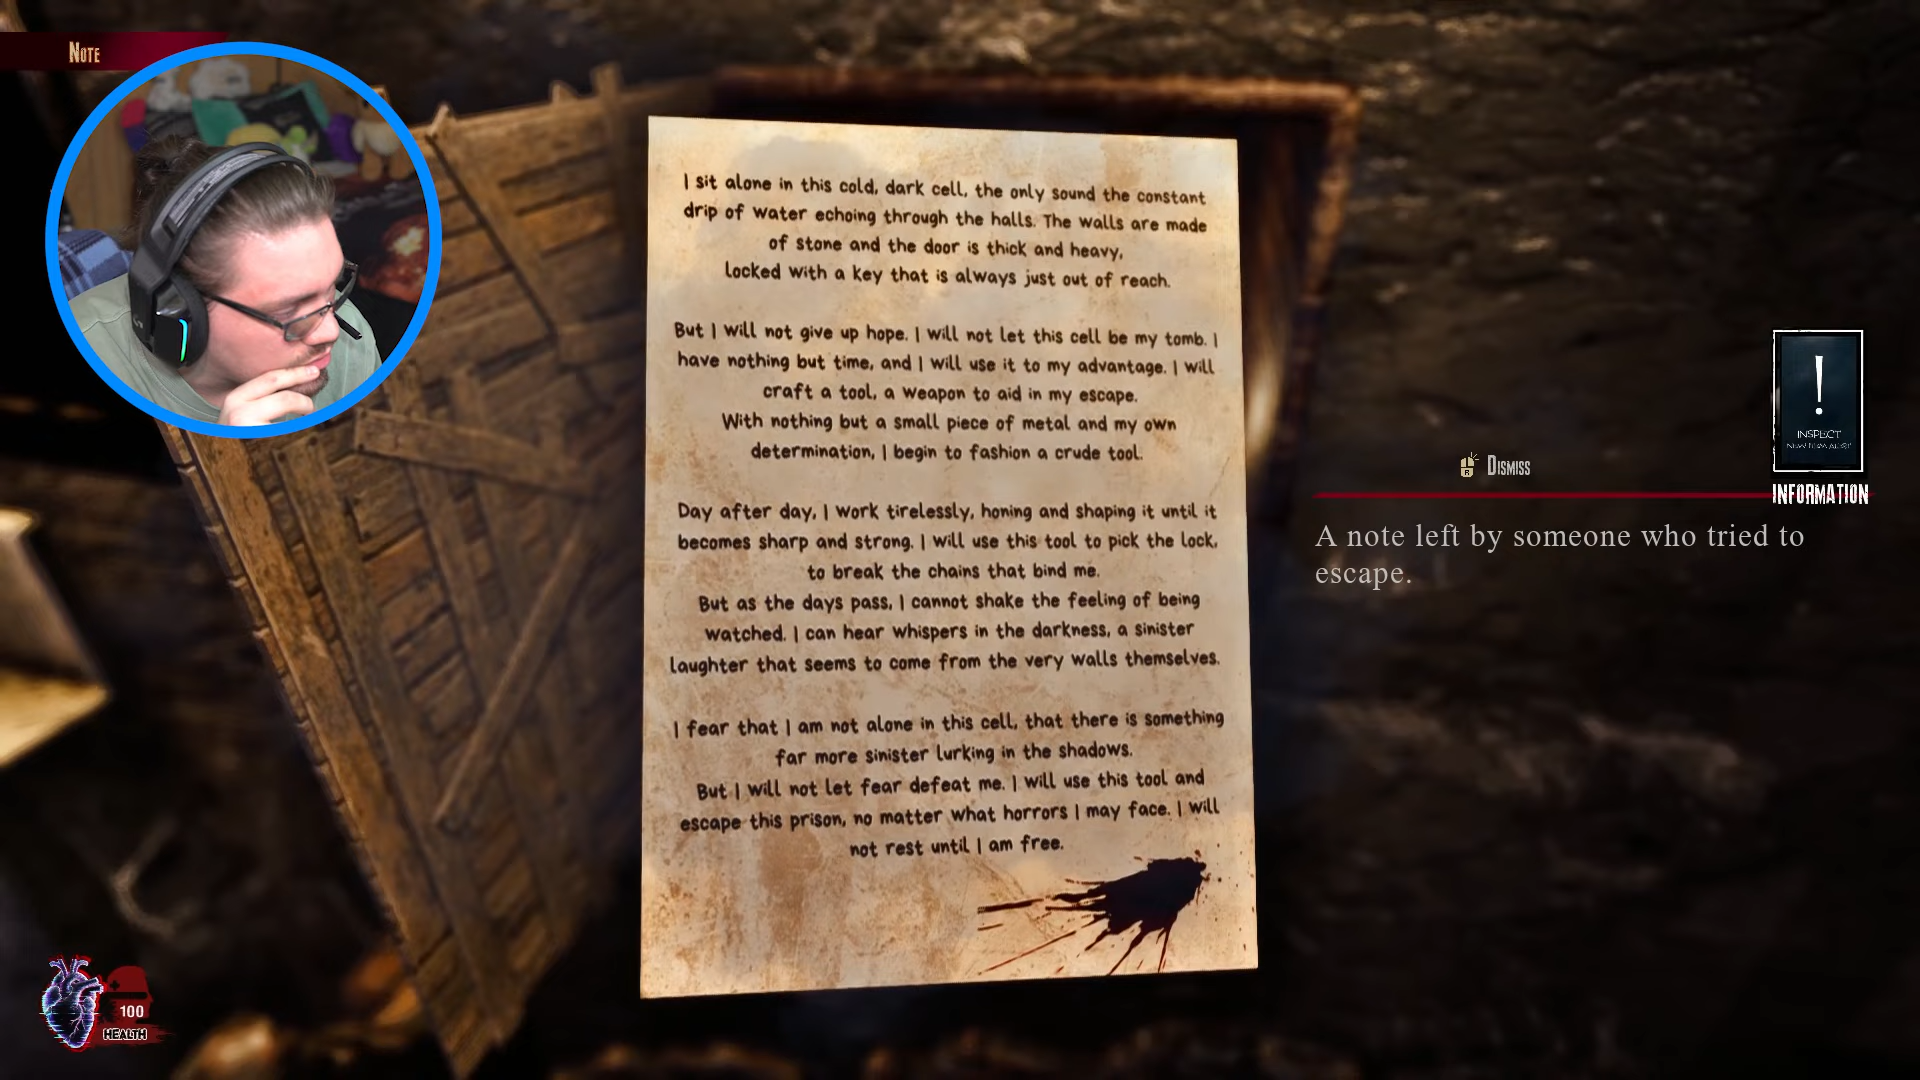 NOTE
I sit alone in this cold, dark cell, the only sound the constant
drip of water echoing through the halls. The walls are made
of stone and the door is thick and heavy,
locked with a key that is always just out of reach.
But I will not give up hope. I will not let this cell be my tomb. I
have nothing but time, and I will use it to my advantage. I will
craft a tool, a weapon to aid in my escape.
With nothing but a small piece of metal and my own
determination, I begin to fashion a crude tool.
Day after day, I work tirelessly, honing and shaping it until it
becomes sharp and strong. I will use this tool to pick the lock,
to break the chains that bind me.
But as the days pass, I cannot shake the feeling of being
watched. I can hear whispers in the darkness, a sinister
laughter that seems to come from the very walls themselves.
I fear that I am not alone in this cell, that there is something
far more sinister lurking in the shadows.
But I will not let fear defeat me. I will use this tool and
escape this prison, no matter what horrors I may face. I will
not rest until I am free.
R DISMISS
!
INSPECT
INFORMATION
A note left by someone who tried to
escape.
100
HEALTH